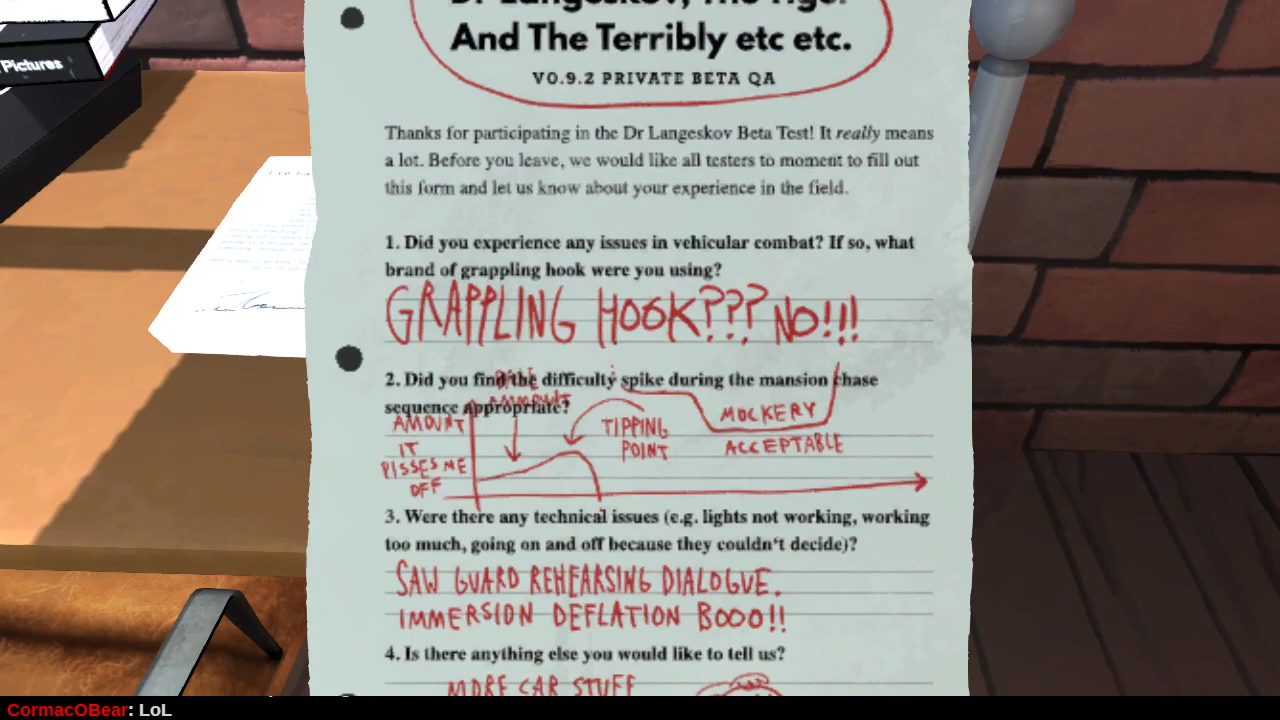 Pictures
Dr Langeskov, The Tiger
And The Terribly etc etc.
V0.9.2 PRIVATE BETA QA
Thanks for participating in the Dr Langeskov Beta Test! It really means
a lot. Before you leave, we would like all testers to moment to fill out
this form and let us know about your experience in the field.
1. Did you experience any issues in vehicular combat? If so, what
brand of grappling hook were you using?
GRAPPLING HOOK??? NO!!!
2. Did you find the difficulty spike during the mansion chase
sequence appropriate?
AMOUNT
IT
PISSES ME
OFF
TIPPING
POINT
MOCKERY
ACCEPTABLE
3. Were there any technical issues (e.g. lights not working, working
too much, going on and off because they couldn't decide)?
SAW GUARD REHEARSING DIALOGUE.
IMMERSION DEFLATION BOOO!!
4. Is there anything else you would like to tell us?
MORE CAR STUFF
CormacOBear: LoL